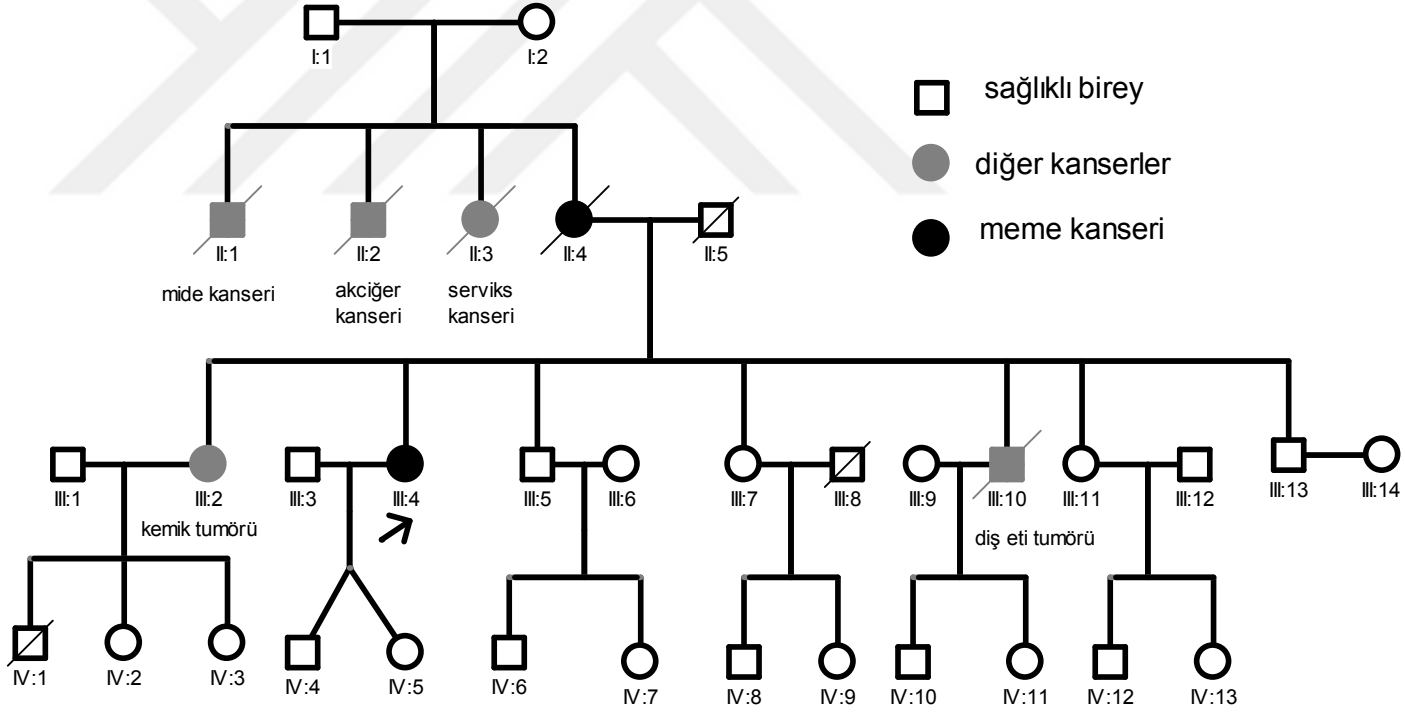 I:1
I:2
sağlıklı birey
diğer kanserler
meme kanseri
II:1
II:2
II:3
II:4
II:5
mide kanseri
akciğer
kanseri
serviks
kanseri
III:1
III:2
III:3
III:4
III:5
III:6
III:7
III:8
III:9
III:10
III:11
III:12
III:13
III:14
kemik tumörü
diş eti tumörü
IV:1
IV:2
IV:3
IV:4
IV:5
IV:6
IV:7
IV:8
IV:9
IV:10
IV:11
IV:12
IV:13